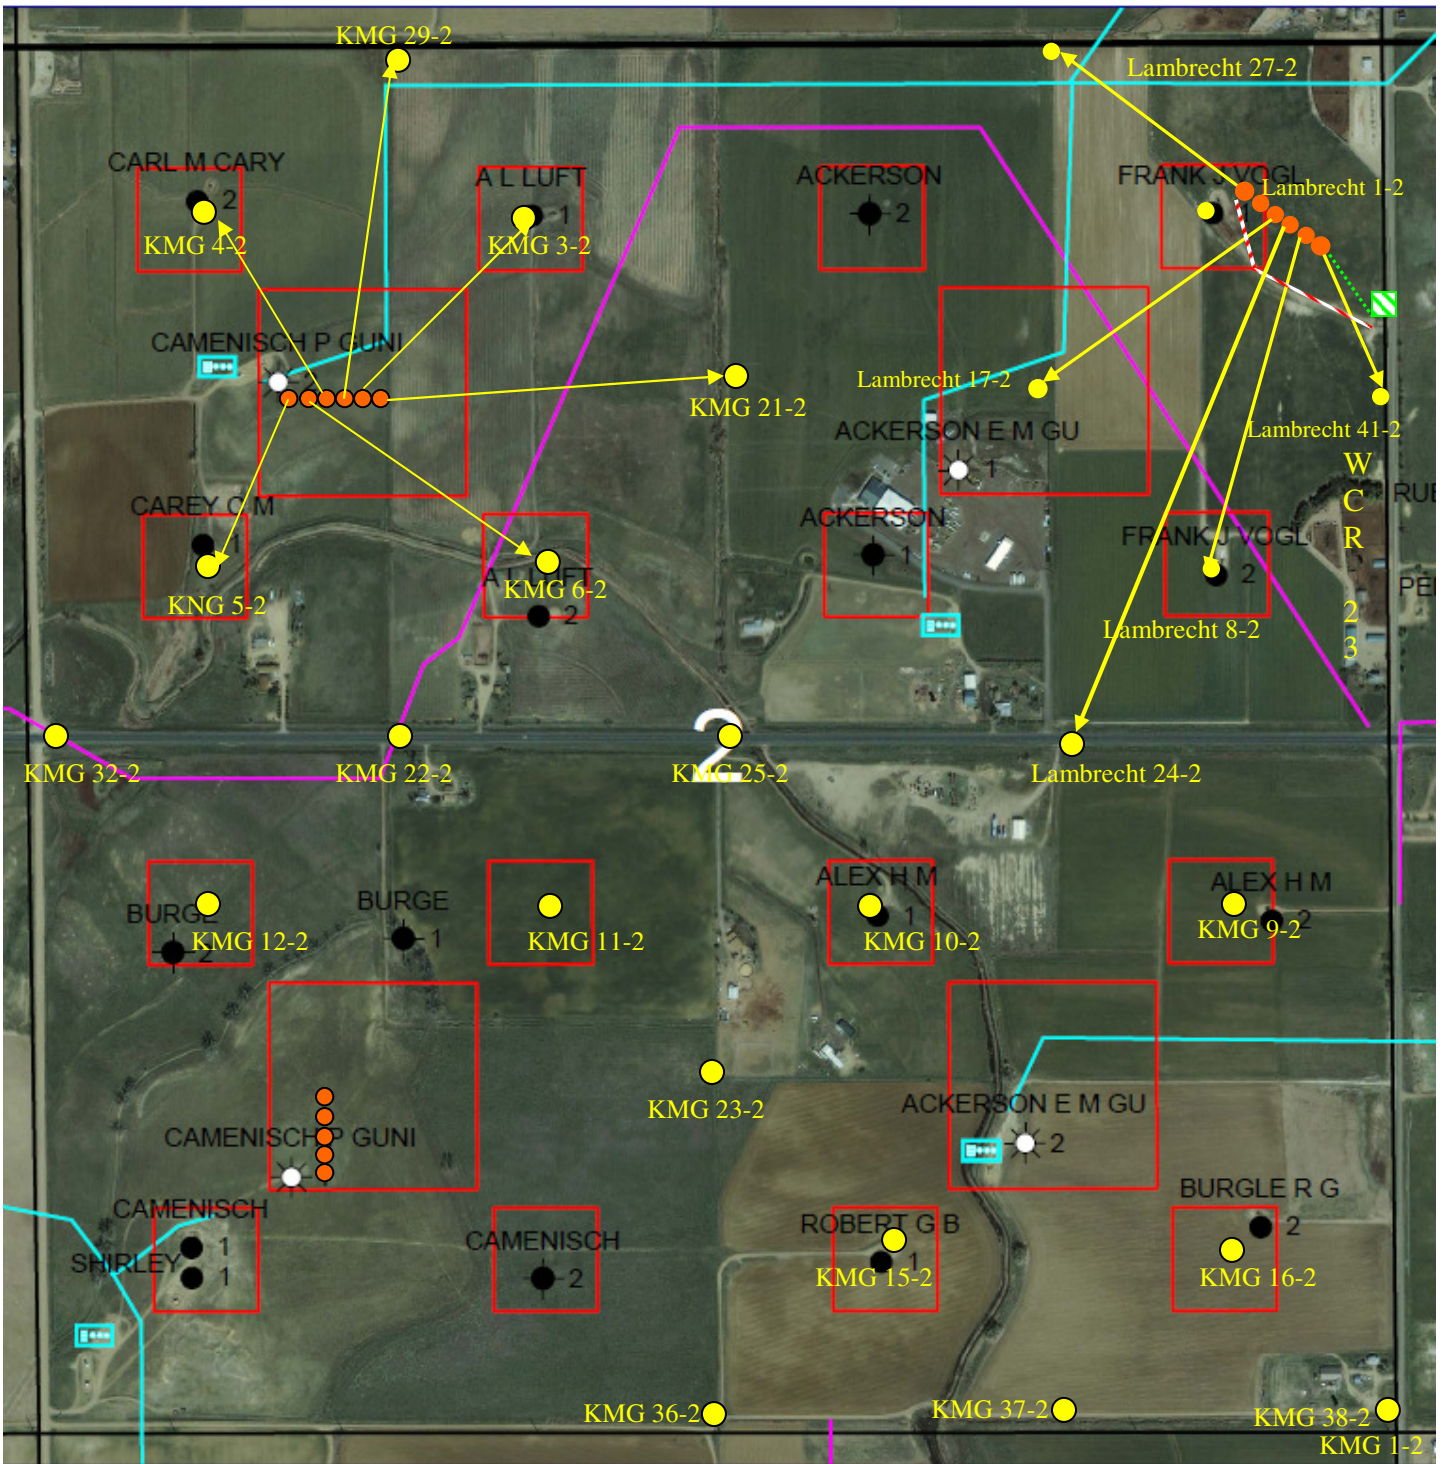 KMG 29-2
Lambrecht 27-2
CARL M CARY
2
KMG 4-2
A L LUFT
1
KMG 3-2
ACKERSON
2
FRANK J VOGL
Lambrecht 1-2
CAMENISCH P GUNI
KMG 21-2
Lambrecht 17-2
ACKERSON E M GU
1
Lambrecht 41-2
W
C
R
2
3
CAREY C M
1
KNG 5-2
A L LUFT
KMG 6-2
2
ACKERSON
1
FRANK J VOGL
2
Lambrecht 8-2
RUE
PE
2
KMG 32-2
KMG 22-2
KMG 25-2
Lambrecht 24-2
BURGE
2
KMG 12-2
BURGE
1
KMG 11-2
ALEX H M
1
KMG 10-2
ALEX H M
2
KMG 9-2
KMG 23-2
CAMENISCH P GUNI
ACKERSON E M GU
2
CAMENISCH
1
SHIRLEY
1
CAMENISCH
2
ROBERT G B
1
KMG 15-2
BURGLE R G
2
KMG 16-2
KMG 36-2
KMG 37-2
KMG 38-2
KMG 1-2